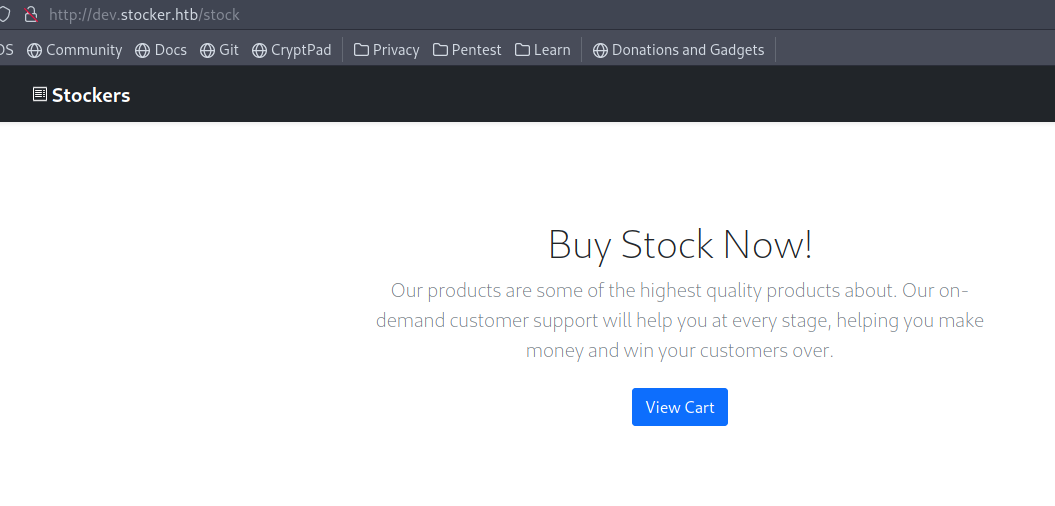 http://dev.stocker.htb/stock
OS Community Docs Git CryptPad Privacy Pentest Learn Donations and Gadgets
Stockers
Buy Stock Now!
Our products are some of the highest quality products about. Our on-
demand customer support will help you at every stage, helping you make
money and win your customers over.
View Cart